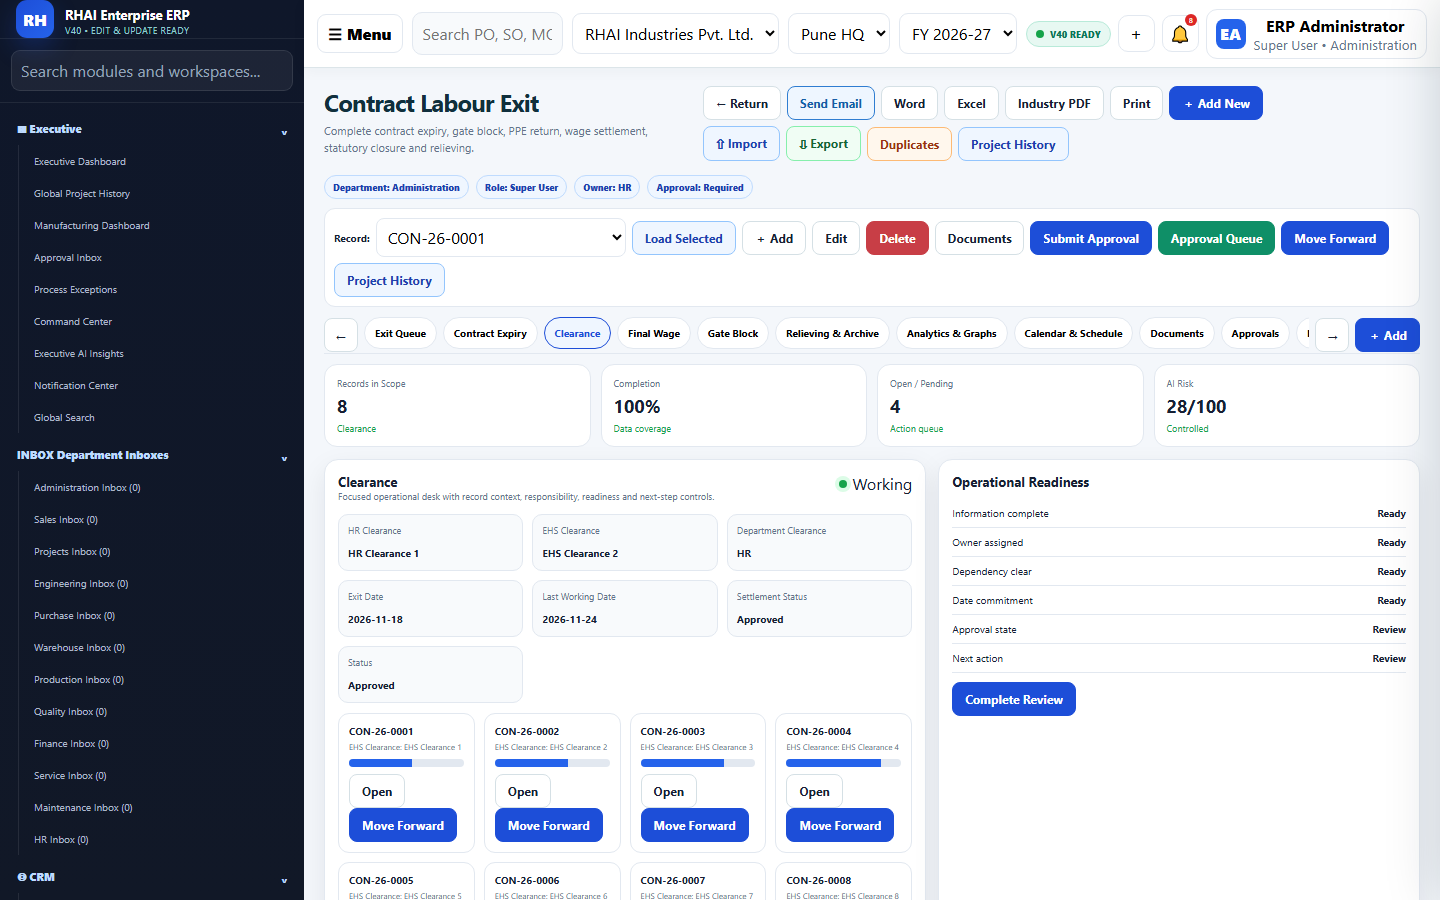 RH
RHAI Enterprise ERP
V40 • EDIT & UPDATE READY
Search modules and workspaces...
Executive
Executive Dashboard
Global Project History
Manufacturing Dashboard
Approval Inbox
Process Exceptions
Command Center
Executive AI Insights
Notification Center
Global Search
INBOX Department Inboxes
Administration Inbox (0)
Sales Inbox (0)
Projects Inbox (0)
Engineering Inbox (0)
Purchase Inbox (0)
Warehouse Inbox (0)
Production Inbox (0)
Quality Inbox (0)
Finance Inbox (0)
Service Inbox (0)
Maintenance Inbox (0)
HR Inbox (0)
CRM
☰ Menu
Search PO, SO, MO
RHAI Industries Pvt. Ltd.
Pune HQ
FY 2026-27
V40 READY
+
8
EA
ERP Administrator
Super User • Administration
Contract Labour Exit
Complete contract expiry, gate block, PPE return, wage settlement,
statutory closure and relieving.
← Return
Send Email
Word
Excel
Industry PDF
Print
+ Add New
⇧ Import
⇩ Export
Duplicates
Project History
Department: Administration
Role: Super User
Owner: HR
Approval: Required
Record:
CON-26-0001
Load Selected
+ Add
Edit
Delete
Documents
Submit Approval
Approval Queue
Move Forward
Project History
←
Exit Queue
Contract Expiry
Clearance
Final Wage
Gate Block
Relieving & Archive
Analytics & Graphs
Calendar & Schedule
Documents
Approvals
→
+ Add
Records in Scope
8
Clearance
Completion
100%
Data coverage
Open / Pending
4
Action queue
AI Risk
28/100
Controlled
Clearance
Focused operational desk with record context, responsibility, readiness and next-step controls.
Working
HR Clearance
HR Clearance 1
EHS Clearance
EHS Clearance 2
Department Clearance
HR
Exit Date
2026-11-18
Last Working Date
2026-11-24
Settlement Status
Approved
Status
Approved
CON-26-0001
EHS Clearance: EHS Clearance 1
Open
Move Forward
CON-26-0002
EHS Clearance: EHS Clearance 2
Open
Move Forward
CON-26-0003
EHS Clearance: EHS Clearance 3
Open
Move Forward
CON-26-0004
EHS Clearance: EHS Clearance 4
Open
Move Forward
CON-26-0005
EHS Clearance: EHS Clearance 5
CON-26-0006
EHS Clearance: EHS Clearance 6
CON-26-0007
EHS Clearance: EHS Clearance 7
CON-26-0008
EHS Clearance: EHS Clearance 8
Operational Readiness
Information complete Ready
Owner assigned Ready
Dependency clear Ready
Date commitment Ready
Approval state Review
Next action Review
Complete Review